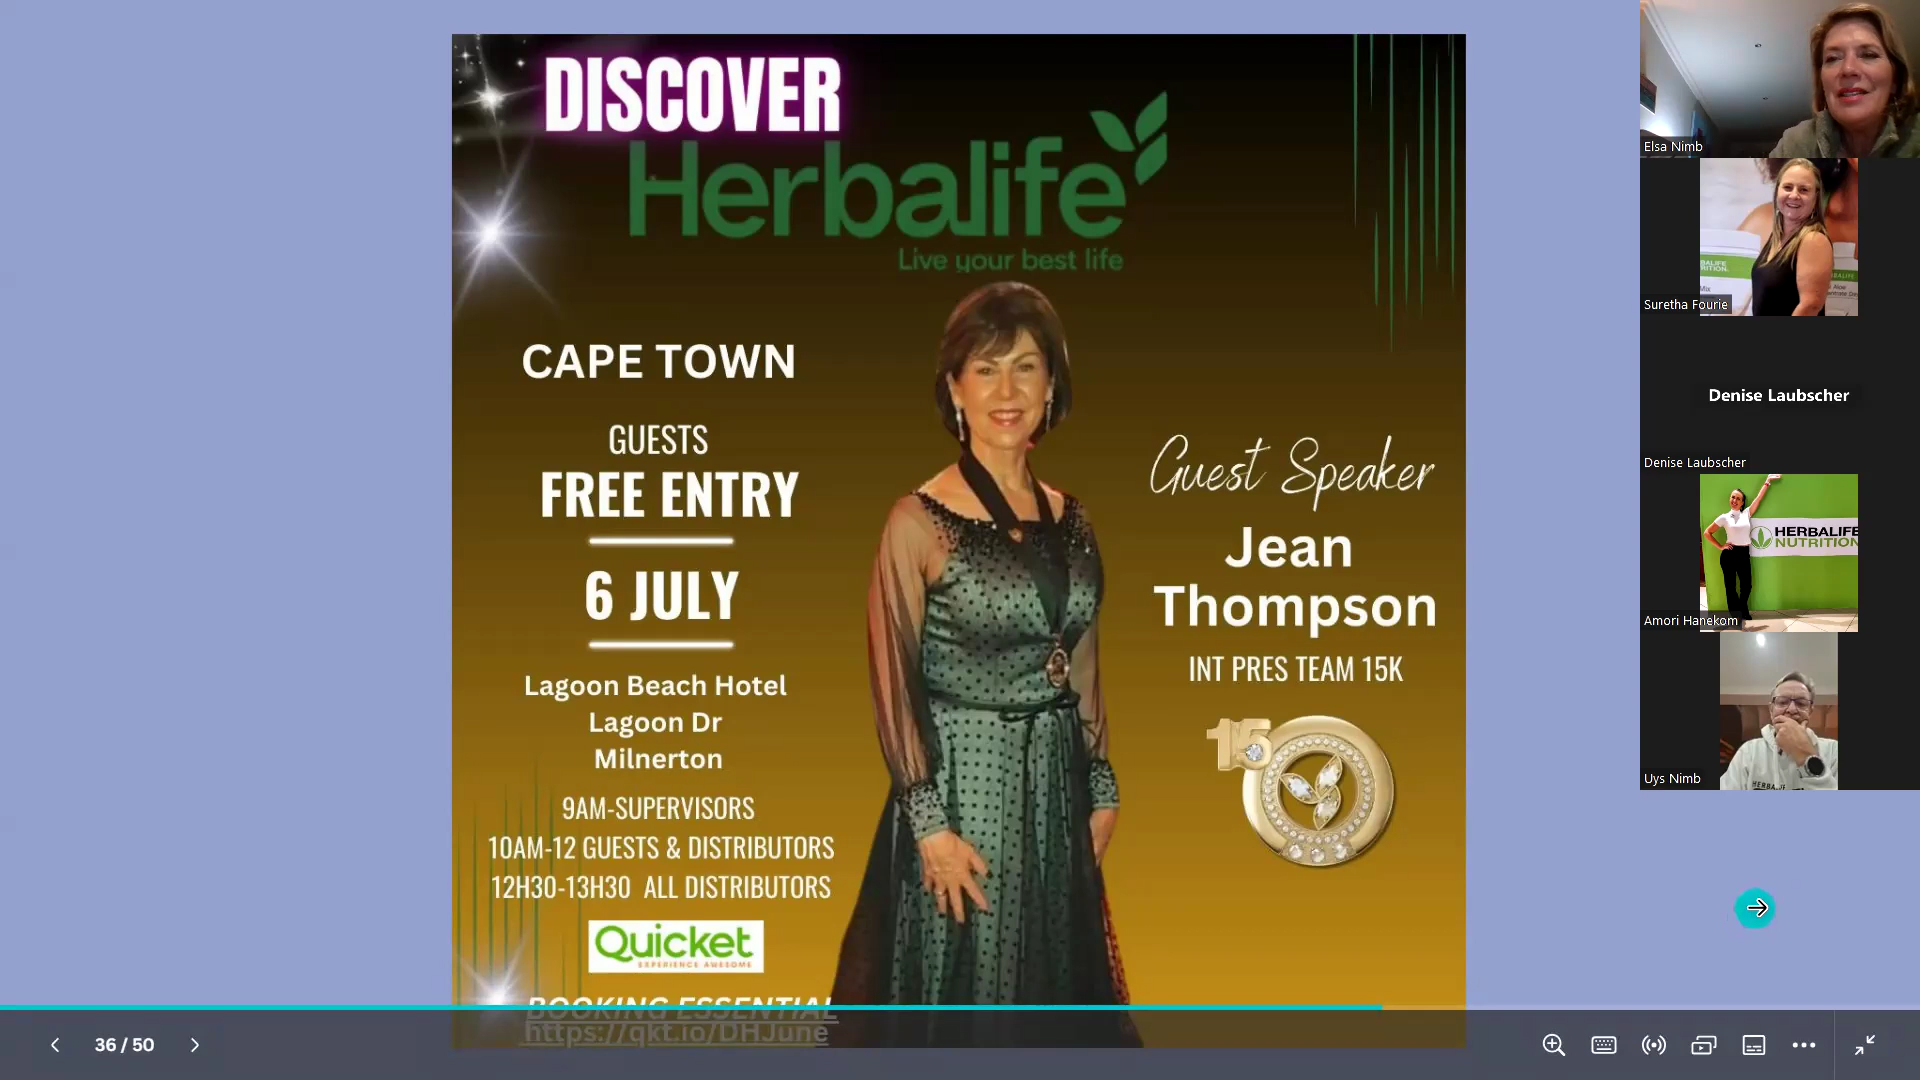 DISCOVER
Herbalife
Live your best life
CAPE TOWN
GUESTS
FREE ENTRY
6 JULY
Lagoon Beach Hotel
Lagoon Dr
Milnerton
9AM-SUPERVISORS
10AM-12 GUESTS & DISTRIBUTORS
12H30-13H30 ALL DISTRIBUTORS
Quicket
EXPERIENCE AWESOME
BOOKING ESSENTIAL
https://qkt.io/DHJune
Guest Speaker
Jean
Thompson
INT PRES TEAM 15K
15
Elsa Nimb
Suretha Fourie
Denise Laubscher
Denise Laubscher
HERBALIFE
NUTRITION
Amori Hanekom
Uys Nimb
36 / 50